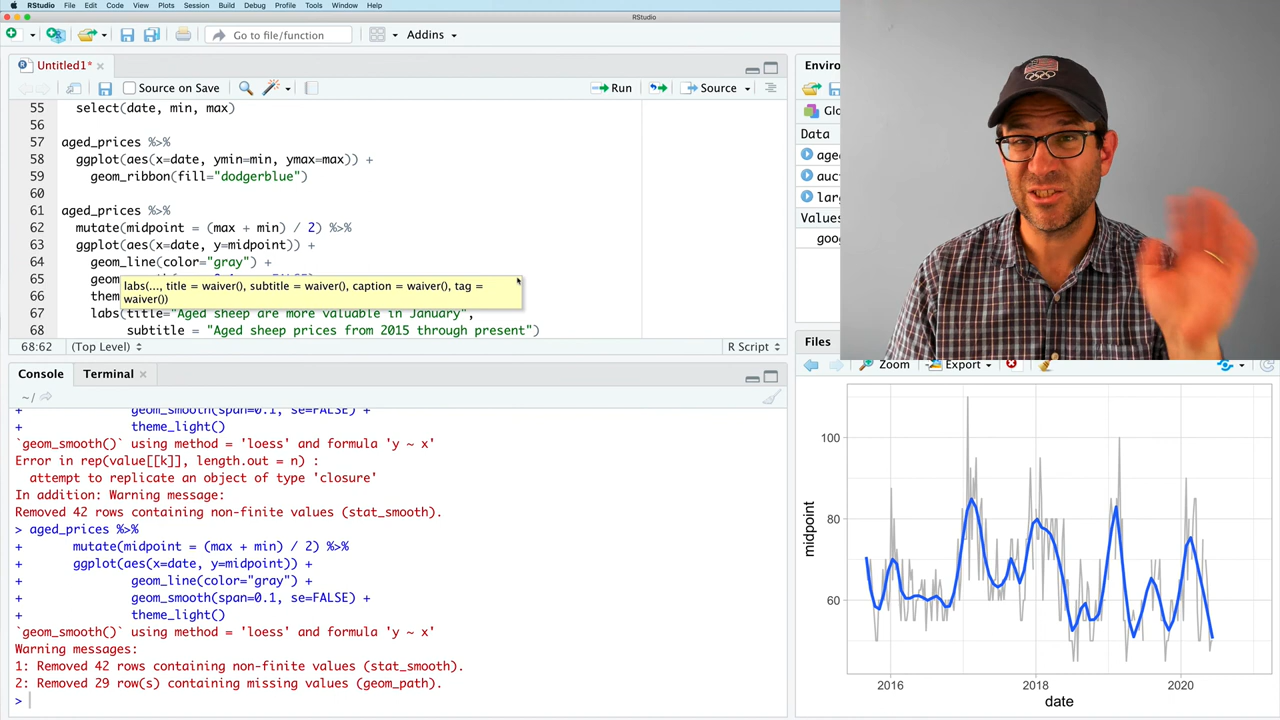 RStudio File Edit Code View Plots Session Build Debug Profile Tools Window Help
RStudio
Go to file/function
Addins
Untitled1*
Source on Save
Run
Source
55 select(date, min, max)
56
57 aged_prices %>%
58 ggplot(aes(x=date, ymin=min, ymax=max)) +
59 geom_ribbon(fill="dodgerblue")
60
61 aged_prices %>%
62 mutate(midpoint = (max + min) / 2) %>%
63 ggplot(aes(x=date, y=midpoint)) +
64 geom_line(color="gray") +
65 geom
labs(..., title = waiver(), subtitle = waiver(), caption = waiver(), tag =
waiver())
66 them
67 labs(title="Aged sheep are more valuable in January",
68 subtitle = "Aged sheep prices from 2015 through present")
68:62 (Top Level) R Script
Console Terminal
~/
+ geom_smooth(span=0.1, se=FALSE) +
+ theme_light()
`geom_smooth()` using method = 'loess' and formula 'y ~ x'
Error in rep(value[[k]], length.out = n) :
attempt to replicate an object of type 'closure'
In addition: Warning message:
Removed 42 rows containing non-finite values (stat_smooth).
> aged_prices %>%
+ mutate(midpoint = (max + min) / 2) %>%
+ ggplot(aes(x=date, y=midpoint)) +
+ geom_line(color="gray") +
+ geom_smooth(span=0.1, se=FALSE) +
+ theme_light()
`geom_smooth()` using method = 'loess' and formula 'y ~ x'
Warning messages:
1: Removed 42 rows containing non-finite values (stat_smooth).
2: Removed 29 row(s) containing missing values (geom_path).
>
Enviro
Glo
Data
aged
auc
lar
Values
goo
Files
Zoom Export
100
80
60
midpoint
2016 2018 2020
date